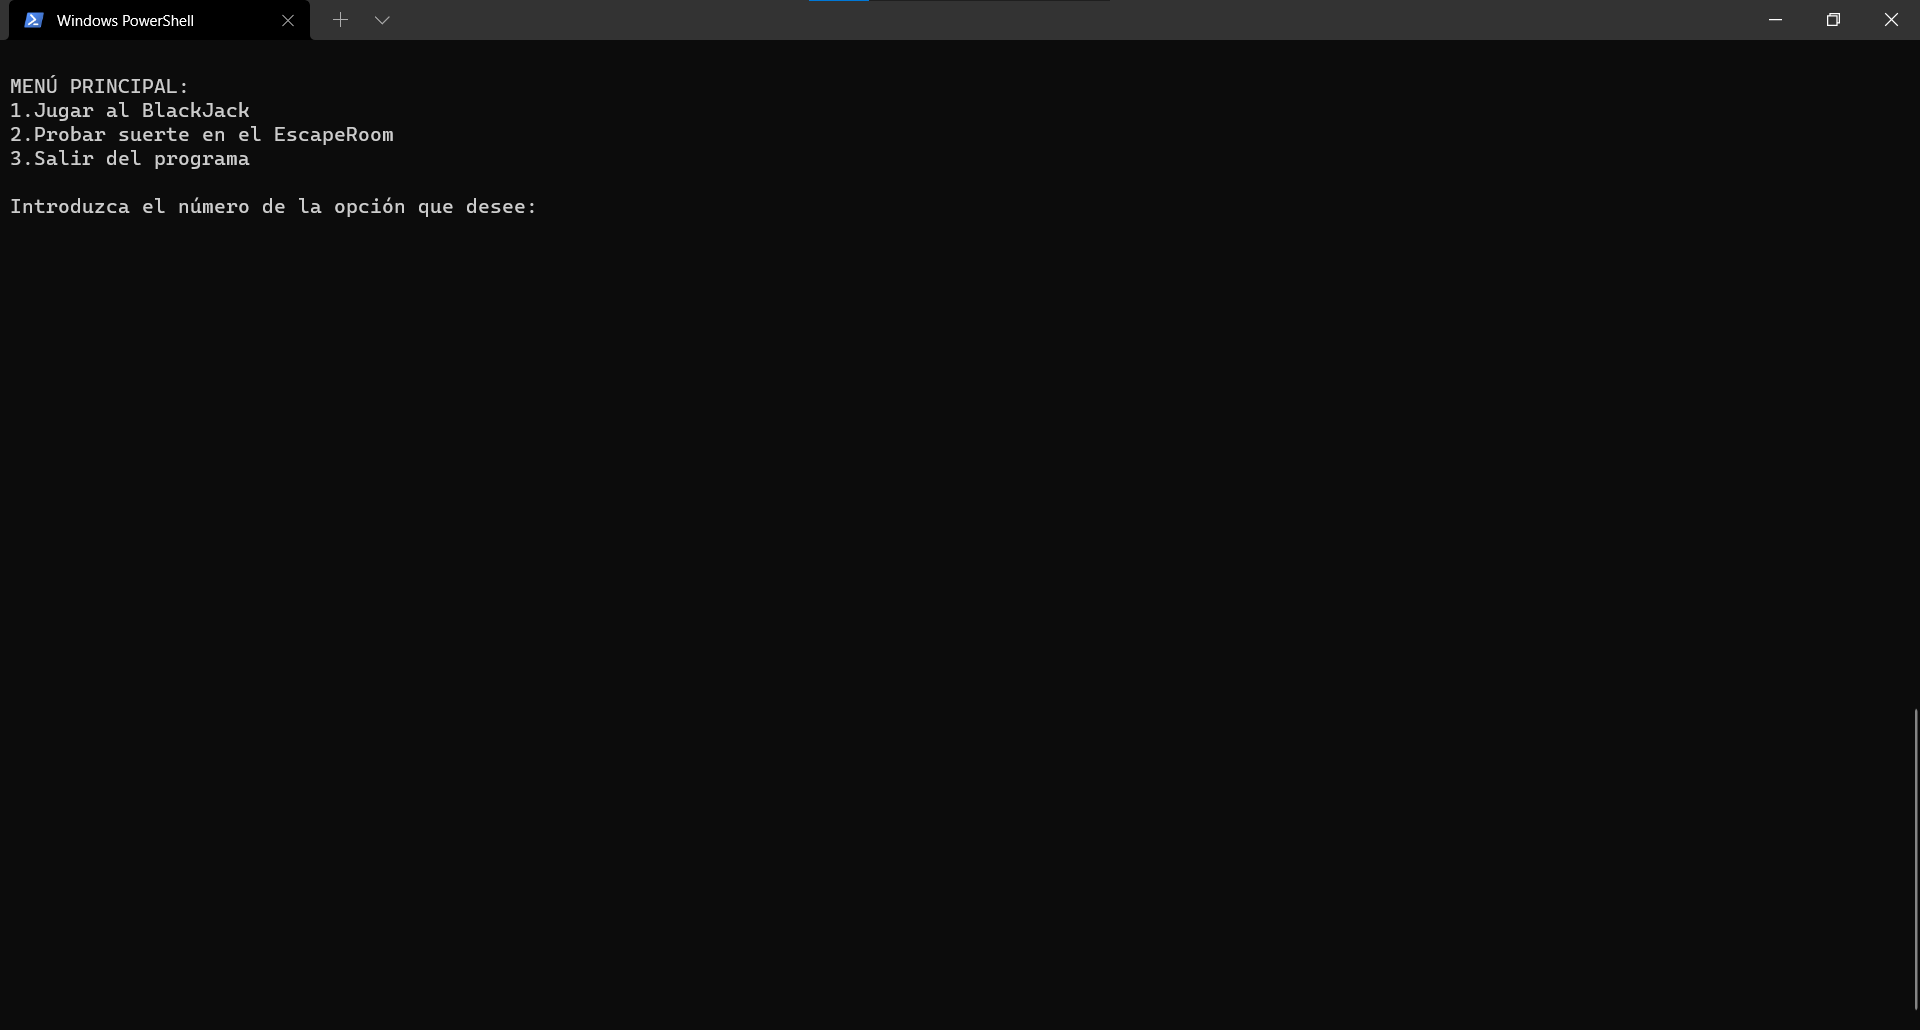 Windows PowerShell
MENÚ PRINCIPAL:
1.Jugar al BlackJack
2.Probar suerte en el EscapeRoom
3.Salir del programa
Introduzca el número de la opción que desee: